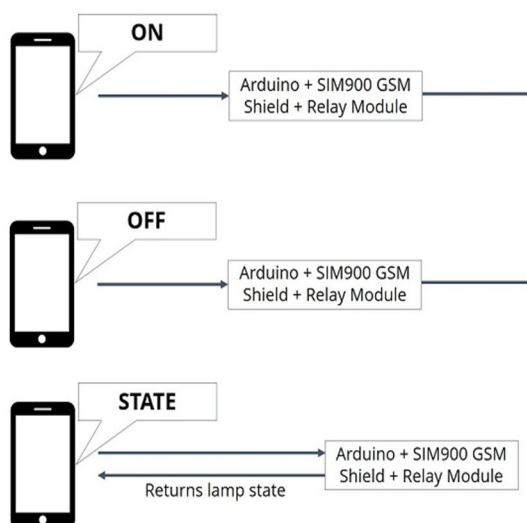 ON
Arduino + SIM900 GSM
Shield + Relay Module
OFF
Arduino + SIM900 GSM
Shield + Relay Module
STATE
Arduino + SIM900 GSM
Shield + Relay Module
Returns lamp state